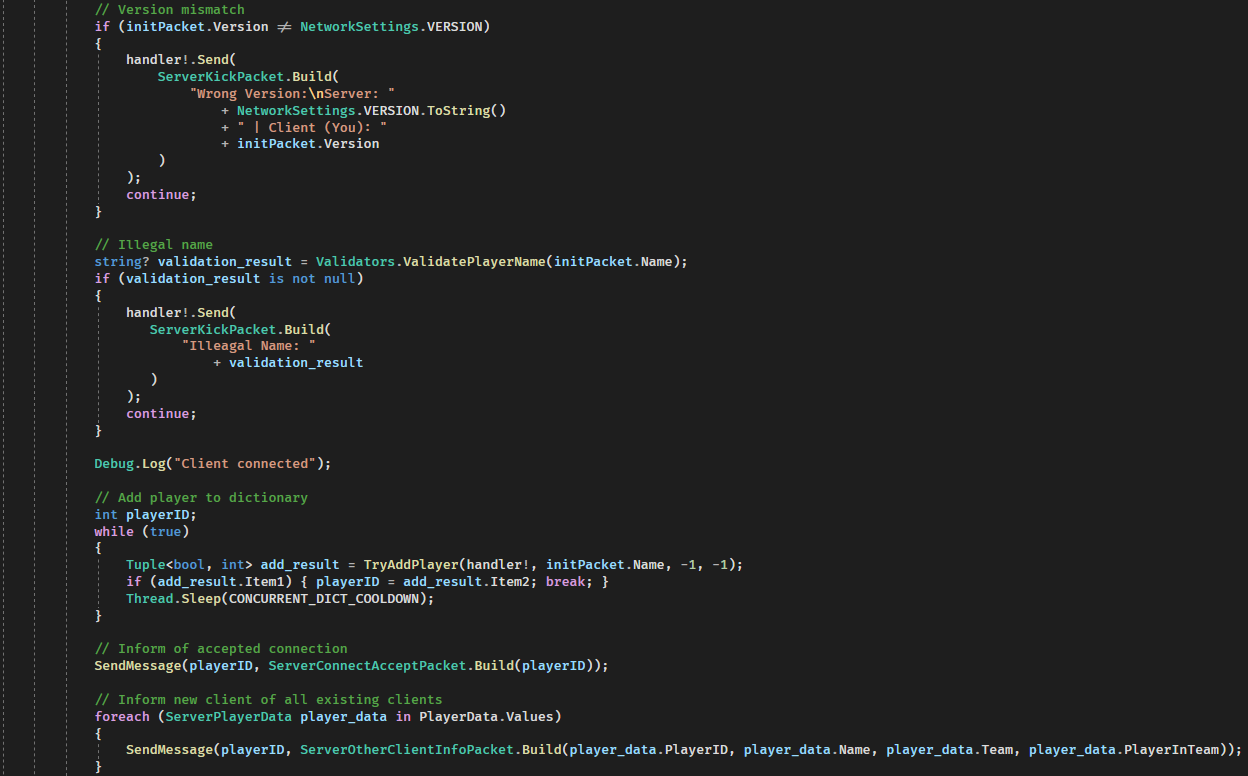 // Version mismatch
if (initPacket.Version != NetworkSettings.VERSION)
{
handler!.Send(
ServerKickPacket.Build(
"Wrong Version:\nServer: "
+ NetworkSettings.VERSION.ToString()
+ " | Client (You): "
+ initPacket.Version
)
);
continue;
}
// Illegal name
string? validation_result = Validators.ValidatePlayerName(initPacket.Name);
if (validation_result is not null)
{
handler!.Send(
ServerKickPacket.Build(
"Illeagal Name: "
+ validation_result
)
);
continue;
}
Debug.Log("Client connected");
// Add player to dictionary
int playerID;
while (true)
{
Tuple<bool, int> add_result = TryAddPlayer(handler!, initPacket.Name, -1, -1);
if (add_result.Item1) { playerID = add_result.Item2; break; }
Thread.Sleep(CONCURRENT_DICT_COOLDOWN);
}
// Inform of accepted connection
SendMessage(playerID, ServerConnectAcceptPacket.Build(playerID));
// Inform new client of all existing clients
foreach (ServerPlayerData player_data in PlayerData.Values)
{
SendMessage(playerID, ServerOtherClientInfoPacket.Build(player_data.PlayerID, player_data.Name, player_data.Team, player_data.PlayerInTeam));
}